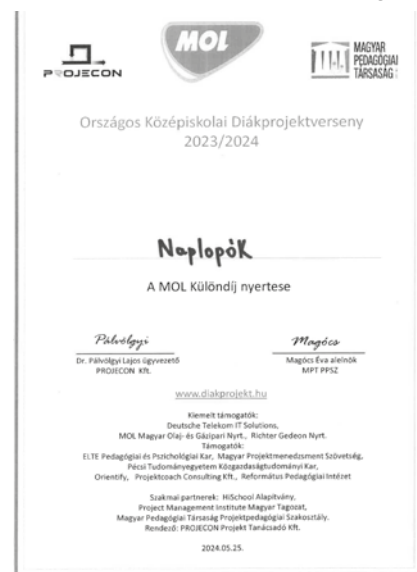 PROJECON
MOL
MAGYAR
PEDAGÓGIAI
TÁRSASÁG
Országos Középiskolai Diákprojektverseny
2023/2024
Naplopók
A MOL Különdíj nyertese
Pálvölgyi
Magócs
Dr. Pálvölgyi Lajos ügyvezető
PROJECON Kft.
Magócs Éva alelnök
MPT PPSZ
www.diakprojekt.hu
Kiemelt támogatók:
Deutsche Telekom IT Solutions,
MOL Magyar Olaj- és Gázipari Nyrt., Richter Gedeon Nyrt.
Támogatók:
ELTE Pedagógiai és Pszichológiai Kar, Magyar Projektmenedzsment Szövetség,
Pécsi Tudományegyetem Közgazdaságtudományi Kar,
Orientify, Projektcoach Consulting Kft., Református Pedagógiai Intézet
Szakmai partnerek: HiSchool Alapítvány,
Project Management Institute Magyar Tagozat,
Magyar Pedagógiai Társaság Projektpedagógiai Szakosztály.
Rendező: PROJECON Projekt Tanácsadó Kft.
2024.05.25.